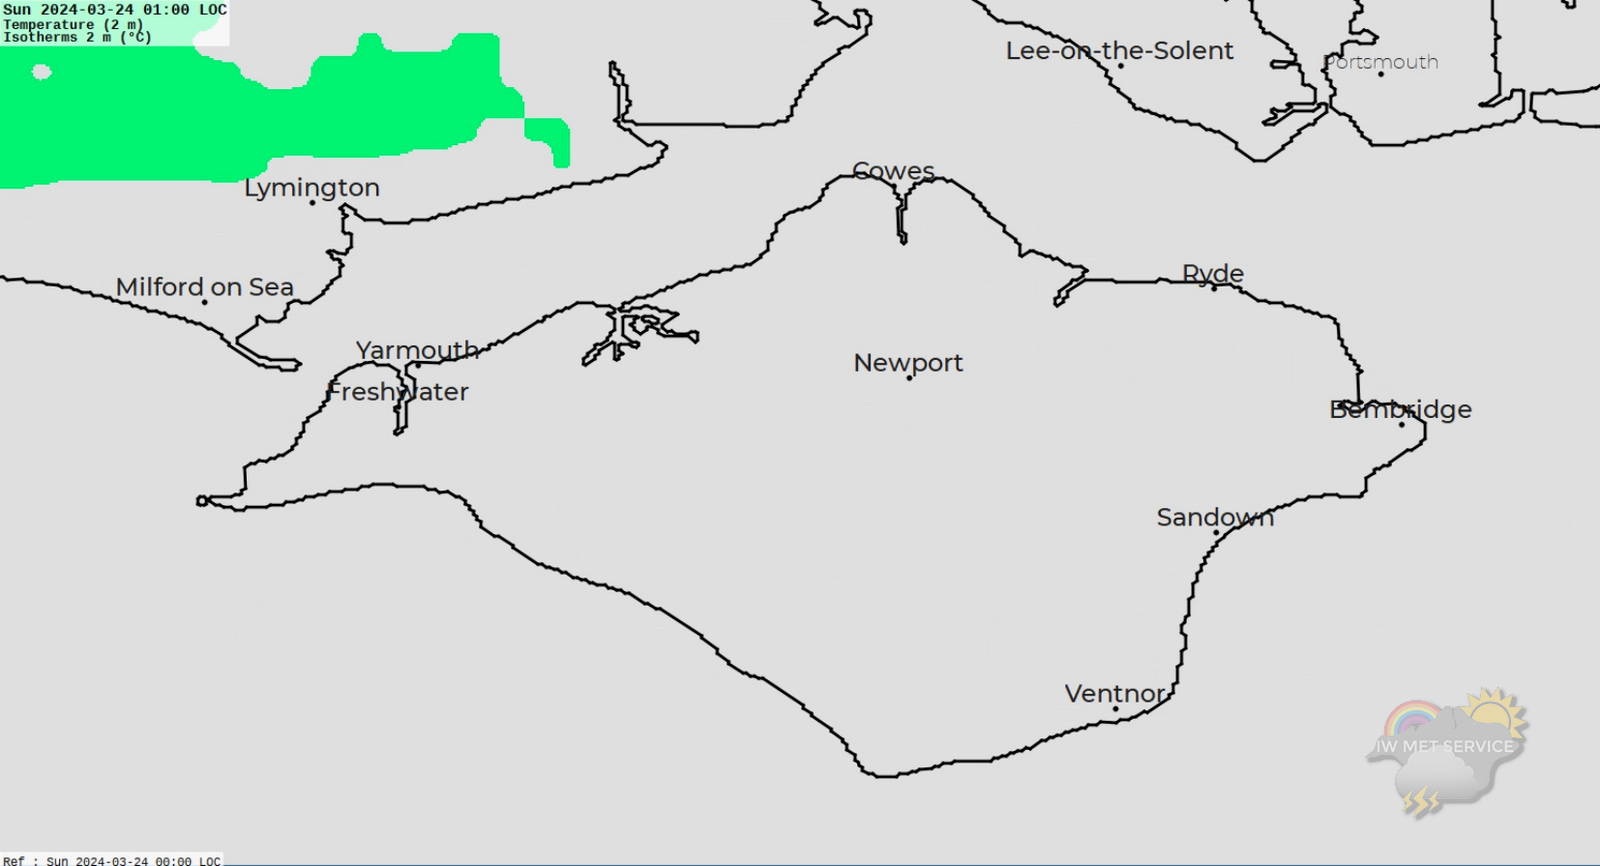 Sun 2024-03-24 01:00 LOC
Temperature (2 m)
Isotherms 2 m (°C)
Lee-on-the-Solent
Portsmouth
Cowes
Lymington
Ryde
Milford on Sea
Yarmouth
Newport
Freshwater
Bembridge
Sandown
Ventnor
IW MET SERVICE
Ref : Sun 2024-03-24 00:00 LOC